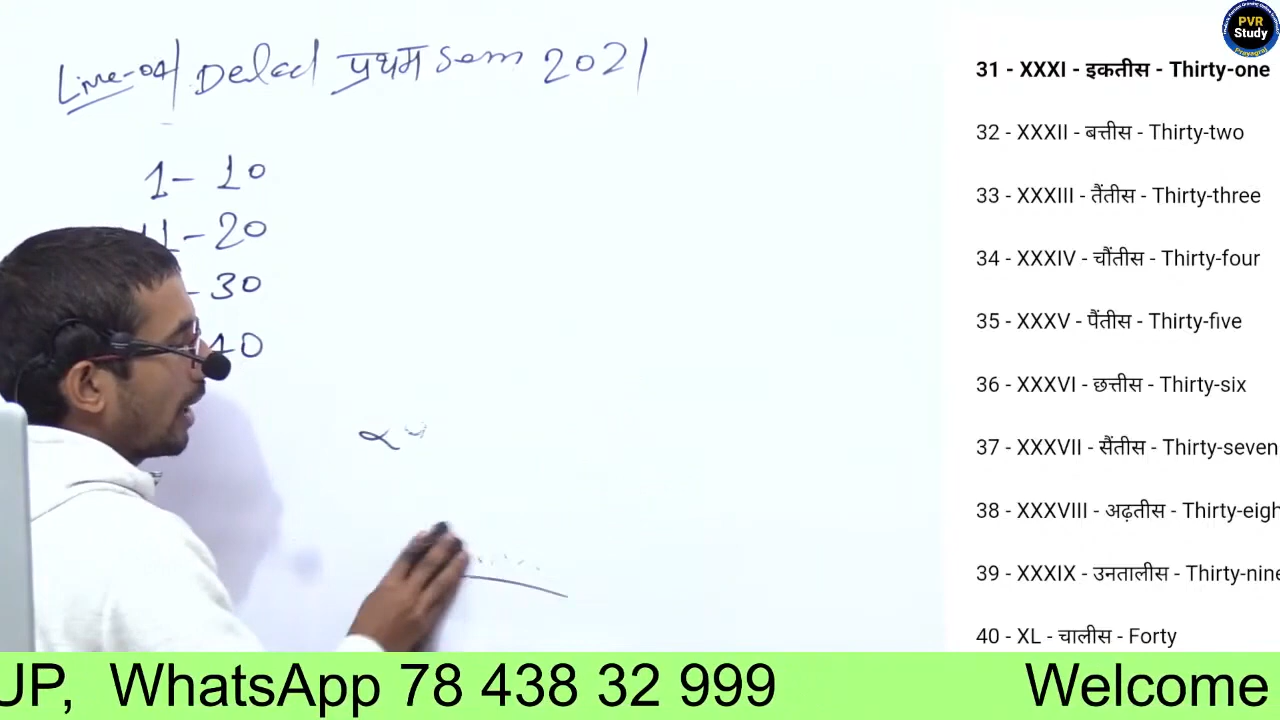 Live-04 Deled प्रथम Sem 2021
1 - 10
11 - 20
- 30
40
PVR
Study
Prayagraj
31 - XXXI - इकतीस - Thirty-one
32 - XXXII - बत्तीस - Thirty-two
33 - XXXIII - तैंतीस - Thirty-three
34 - XXXIV - चौंतीस - Thirty-four
35 - XXXV - पैंतीस - Thirty-five
36 - XXXVI - छत्तीस - Thirty-six
37 - XXXVII - सैंतीस - Thirty-seven
38 - XXXVIII - अढ़तीस - Thirty-eigh
39 - XXXIX - उनतालीस - Thirty-nine
40 - XL - चालीस - Forty
UP, WhatsApp 78 438 32 999 Welcome